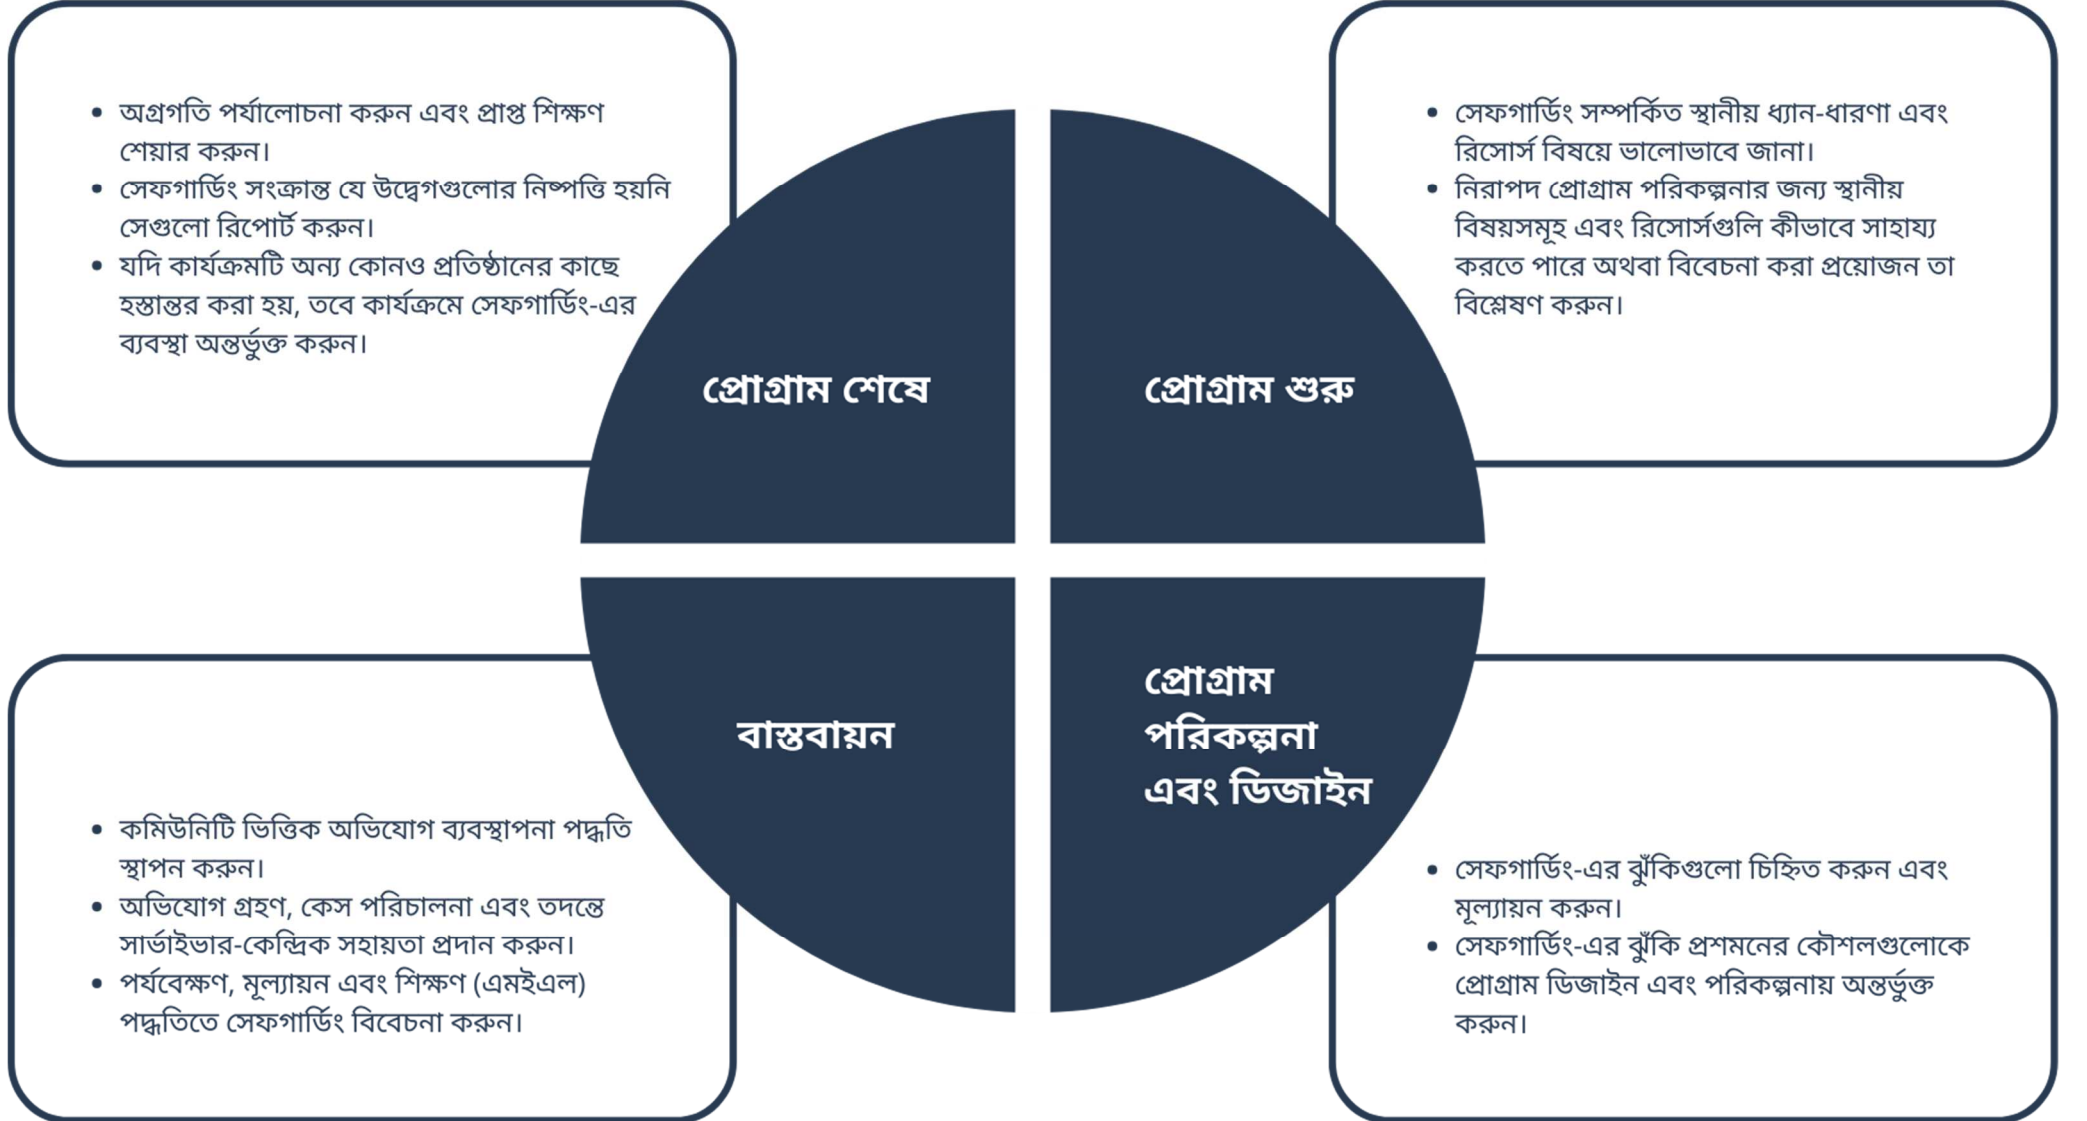 অগ্রগতি পর্যালোচনা করুন এবং প্রাপ্ত শিক্ষণ
শেয়ার করুন।
সেফগার্ডিং সংক্রান্ত যে উদ্বেগগুলোর নিষ্পত্তি হয়নি
সেগুলো রিপোর্ট করুন।
যদি কার্যক্রমটি অন্য কোনও প্রতিষ্ঠানের কাছে
হস্তান্তর করা হয়, তবে কার্যক্রমে সেফগার্ডিং-এর
ব্যবস্থা অন্তর্ভুক্ত করুন।
প্রোগ্রাম শেষে
প্রোগ্রাম শুরু
সেফগার্ডিং সম্পর্কিত স্থানীয় ধ্যান-ধারণা এবং
রিসোর্স বিষয়ে ভালোভাবে জানা।
নিরাপদ প্রোগ্রাম পরিকল্পনার জন্য স্থানীয়
বিষয়সমূহ এবং রিসোর্সগুলি কীভাবে সাহায্য
করতে পারে অথবা বিবেচনা করা প্রয়োজন তা
বিশ্লেষণ করুন।
বাস্তবায়ন
প্রোগ্রাম
পরিকল্পনা
এবং ডিজাইন
কমিউনিটি ভিত্তিক অভিযোগ ব্যবস্থাপনা পদ্ধতি
স্থাপন করুন।
অভিযোগ গ্রহণ, কেস পরিচালনা এবং তদন্তে
সার্ভাইভার-কেন্দ্রিক সহায়তা প্রদান করুন।
পর্যবেক্ষণ, মূল্যায়ন এবং শিক্ষণ (এমইএল)
পদ্ধতিতে সেফগার্ডিং বিবেচনা করুন।
সেফগার্ডিং-এর ঝুঁকিগুলো চিহ্নিত করুন এবং
মূল্যায়ন করুন।
সেফগার্ডিং-এর ঝুঁকি প্রশমনের কৌশলগুলোকে
প্রোগ্রাম ডিজাইন এবং পরিকল্পনায় অন্তর্ভুক্ত
করুন।